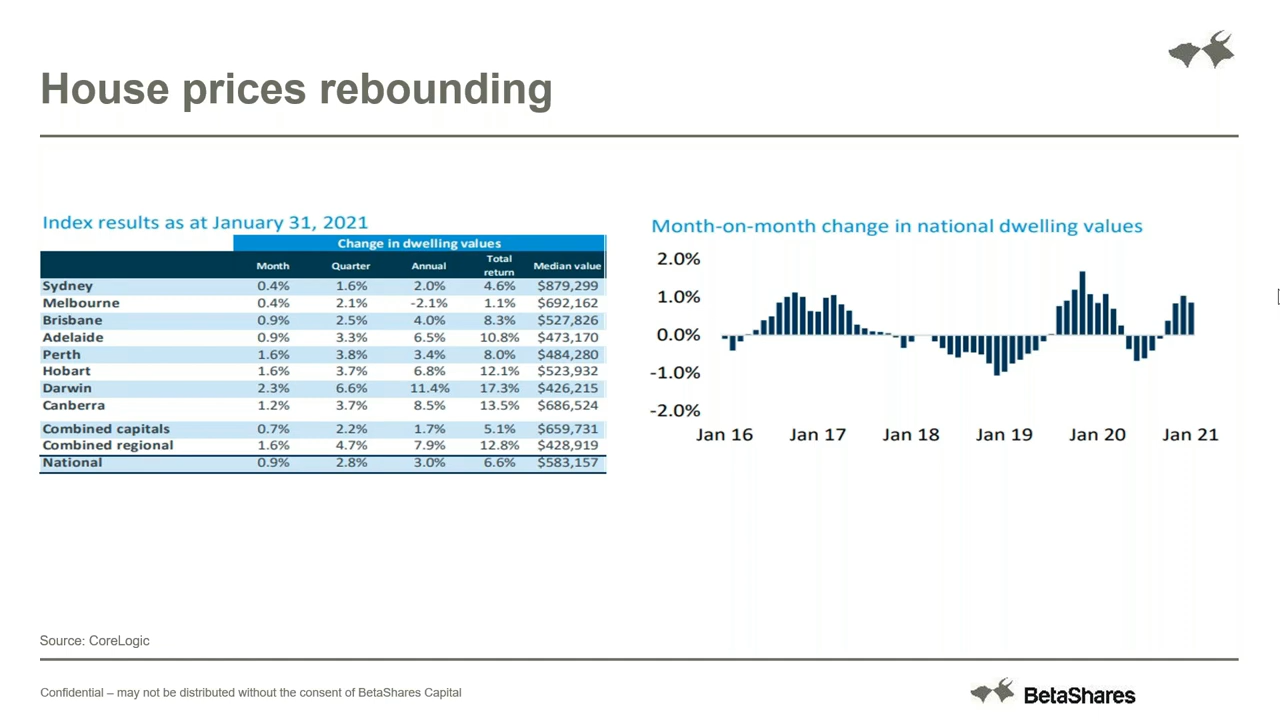 House prices rebounding
Index results as at January 31, 2021
Change in dwelling values
Month Quarter Annual Total return Median value
Sydney 0.4% 1.6% 2.0% 4.6% $879,299
Melbourne 0.4% 2.1% -2.1% 1.1% $692,162
Brisbane 0.9% 2.5% 4.0% 8.3% $527,826
Adelaide 0.9% 3.3% 6.5% 10.8% $473,170
Perth 1.6% 3.8% 3.4% 8.0% $484,280
Hobart 1.6% 3.7% 6.8% 12.1% $523,932
Darwin 2.3% 6.6% 11.4% 17.3% $426,215
Canberra 1.2% 3.7% 8.5% 13.5% $686,524
Combined capitals 0.7% 2.2% 1.7% 5.1% $659,731
Combined regional 1.6% 4.7% 7.9% 12.8% $428,919
National 0.9% 2.8% 3.0% 6.6% $583,157
Month-on-month change in national dwelling values
2.0%
1.0%
0.0%
-1.0%
-2.0%
Jan 16 Jan 17 Jan 18 Jan 19 Jan 20 Jan 21
Source: CoreLogic
Confidential – may not be distributed without the consent of BetaShares Capital
BetaShares